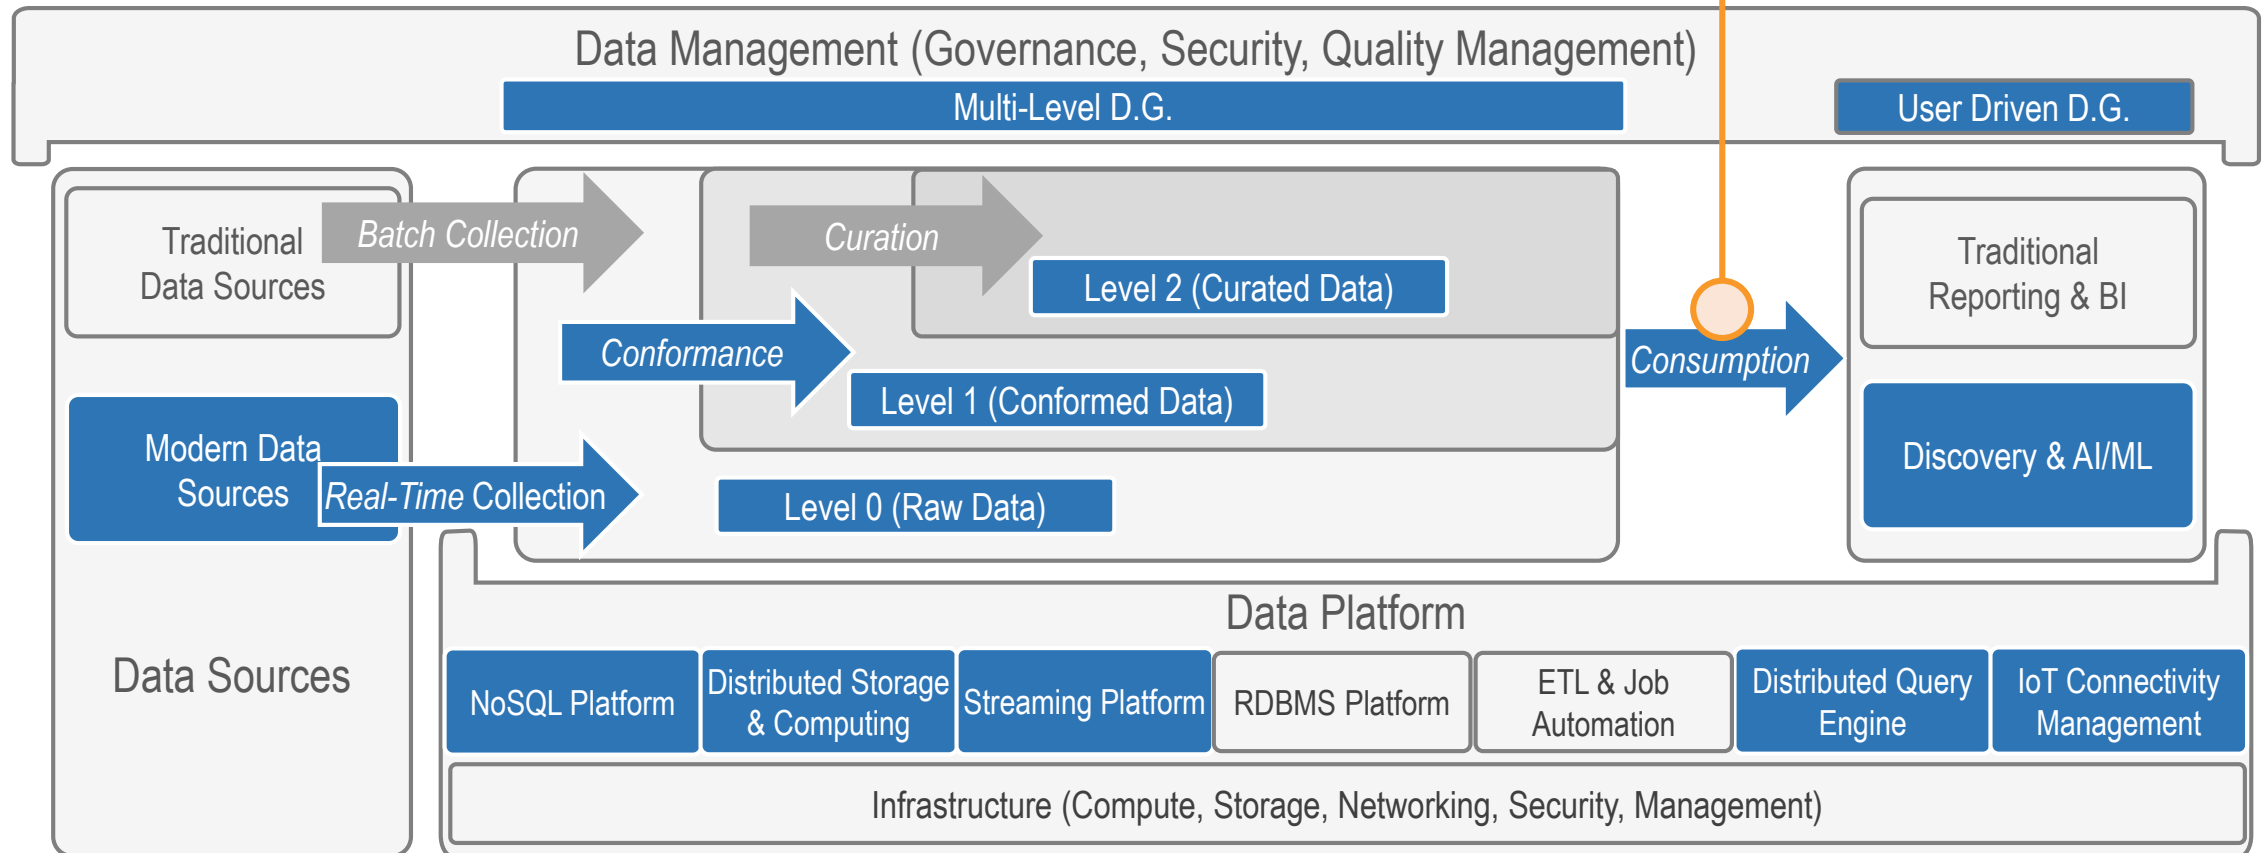 Data Management (Governance, Security, Quality Management)
Multi-Level D.G.
User Driven D.G.
Traditional
Data Sources
Batch Collection
Curation
Level 2 (Curated Data)
Traditional
Reporting & BI
Conformance
Consumption
Level 1 (Conformed Data)
Modern Data
Sources
Real-Time Collection
Level 0 (Raw Data)
Discovery & AI/ML
Data Sources
Data Platform
NoSQL Platform
Distributed Storage
& Computing
Streaming Platform
RDBMS Platform
ETL & Job
Automation
Distributed Query
Engine
IoT Connectivity
Management
Infrastructure (Compute, Storage, Networking, Security, Management)